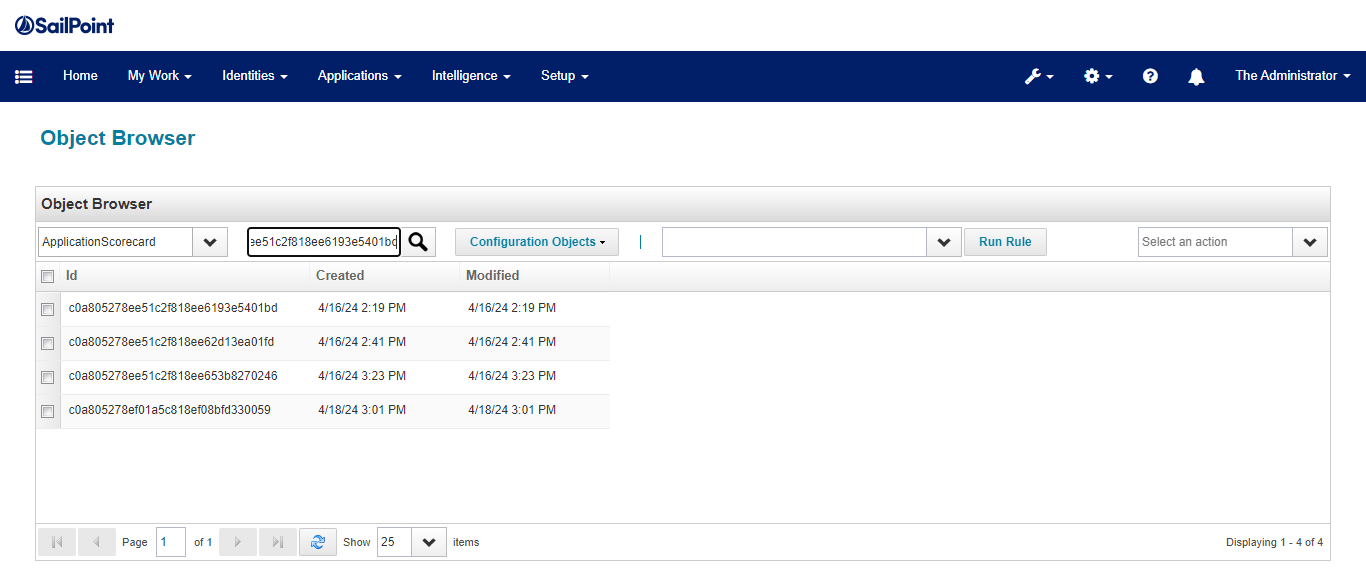 SailPoint
Home My Work Identities Applications Intelligence Setup The Administrator
Object Browser
Object Browser
ApplicationScorecard ee51c2f818ee6193e5401bd Configuration Objects | Run Rule Select an action
Id Created Modified
c0a805278ee51c2f818ee6193e5401bd 4/16/24 2:19 PM 4/16/24 2:19 PM
c0a805278ee51c2f818ee62d13ea01fd 4/16/24 2:41 PM 4/16/24 2:41 PM
c0a805278ee51c2f818ee653b8270246 4/16/24 3:23 PM 4/16/24 3:23 PM
c0a805278ef01a5c818ef08bfd330059 4/18/24 3:01 PM 4/18/24 3:01 PM
Page 1 of 1 Show 25 items Displaying 1 - 4 of 4